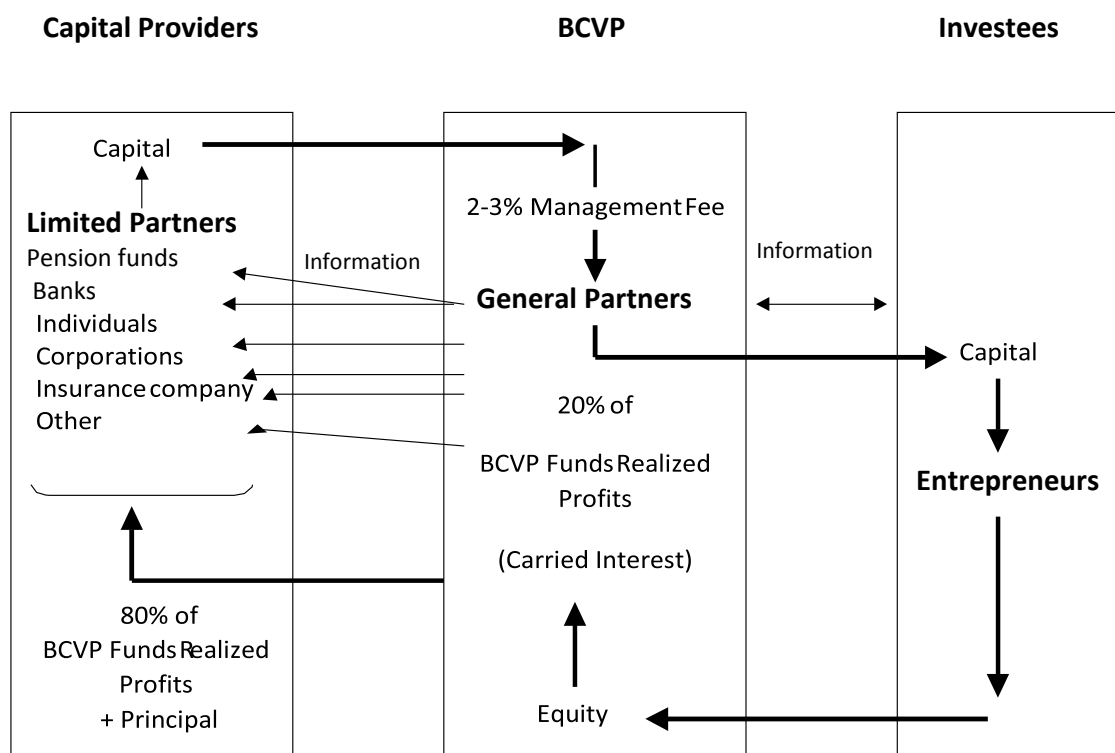 Capital Providers
BCVP
Investees
Capital
Limited Partners
Pension funds
Banks
Individuals
Corporations
Insurance company
Other
80% of
BCVP Funds Realized
Profits
+ Principal
Information
2-3% Management Fee
General Partners
20% of
BCVP Funds Realized
Profits
(Carried Interest)
Equity
Information
Capital
Entrepreneurs